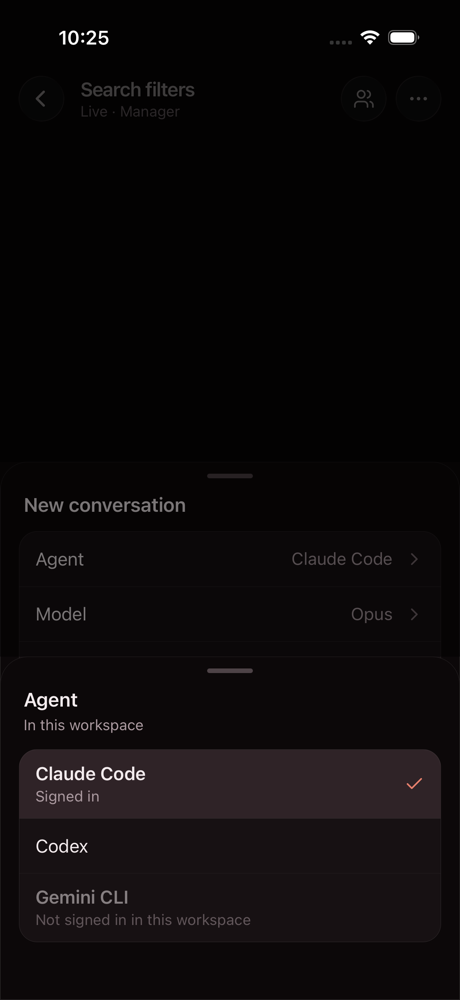 10:25
Search filters
Live · Manager
New conversation
Agent
Claude Code
Model
Opus
Agent
In this workspace
Claude Code
Signed in
Codex
Gemini CLI
Not signed in in this workspace